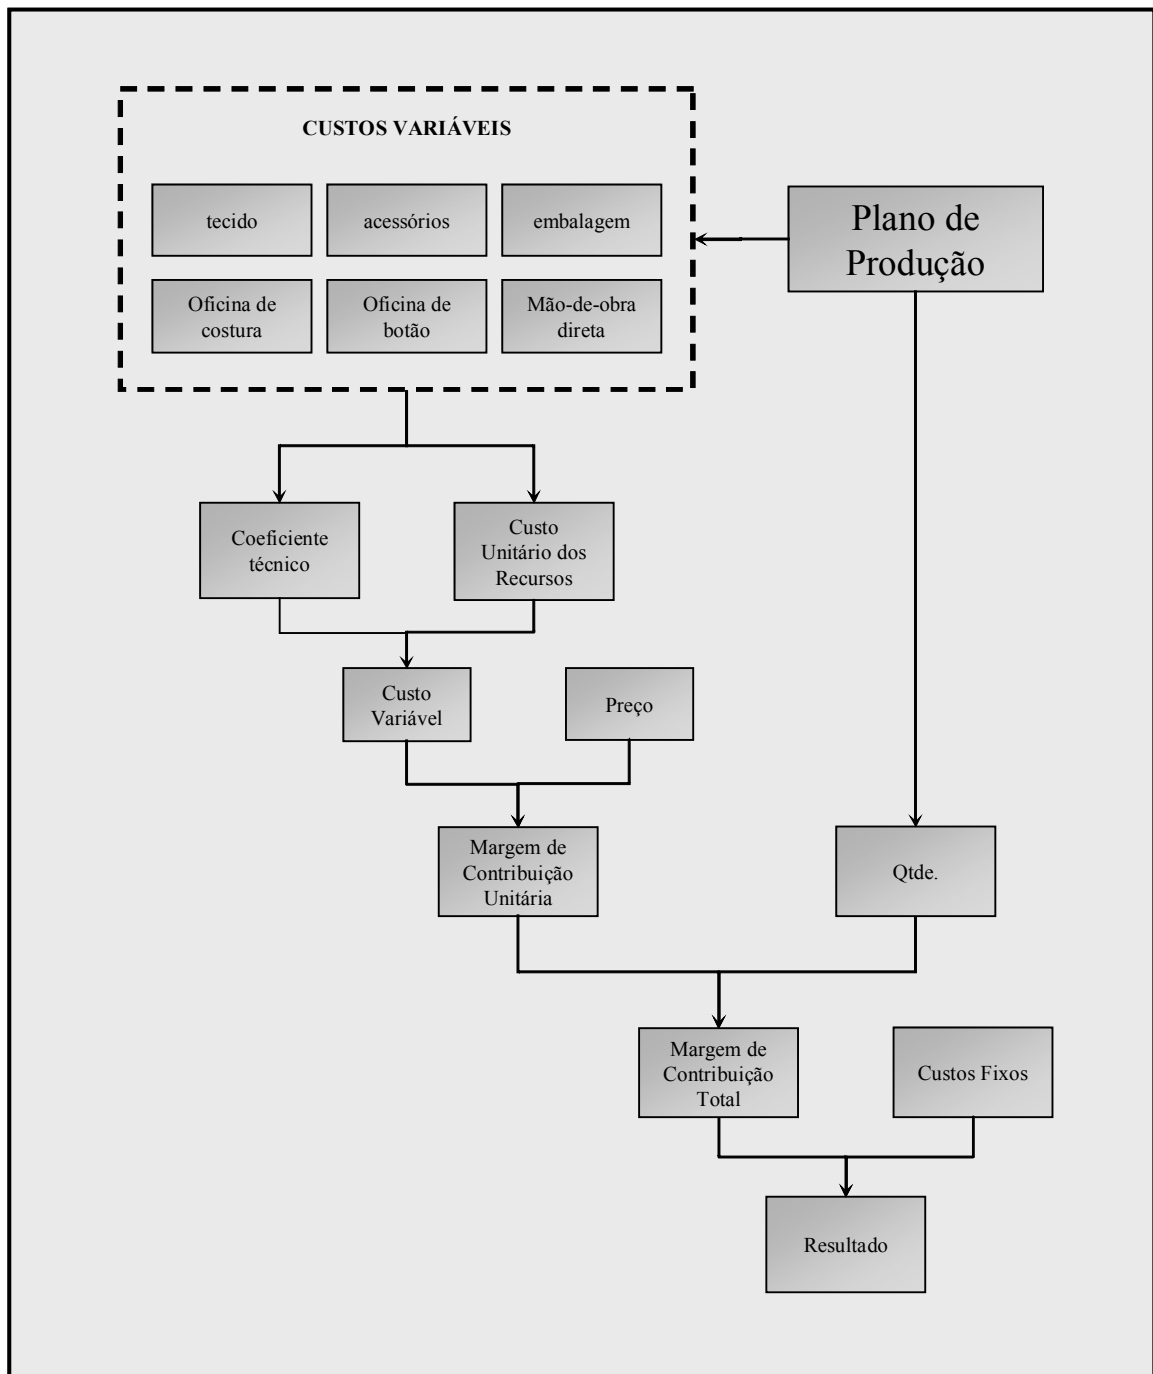 CUSTOS VARIÁVEIS
tecido
acessórios
embalagem
Plano de
Produção
Oficina de
costura
Oficina de
botão
Mão-de-obra
direta
Coeficiente
técnico
Custo
Unitário dos
Recursos
Custo
Variável
Preço
Margem de
Contribuição
Unitária
Qtde.
Margem de
Contribuição
Total
Custos Fixos
Resultado